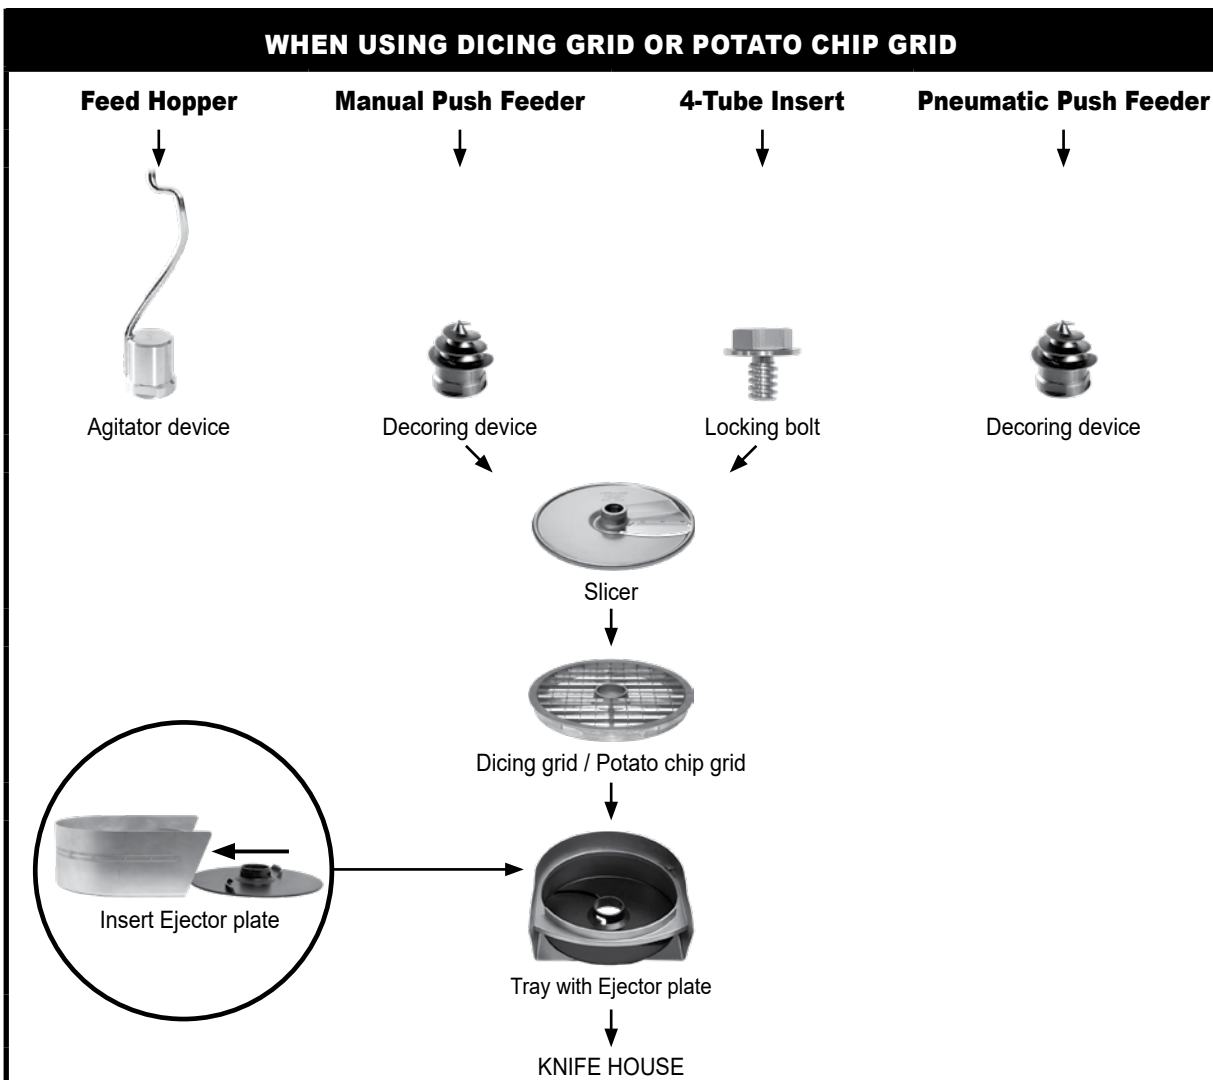 WHEN USING DICING GRID OR POTATO CHIP GRID
Feed Hopper
Manual Push Feeder
4-Tube Insert
Pneumatic Push Feeder
Agitator device
Decoring device
Locking bolt
Decoring device
Slicer
Dicing grid / Potato chip grid
Insert Ejector plate
Tray with Ejector plate
KNIFE HOUSE